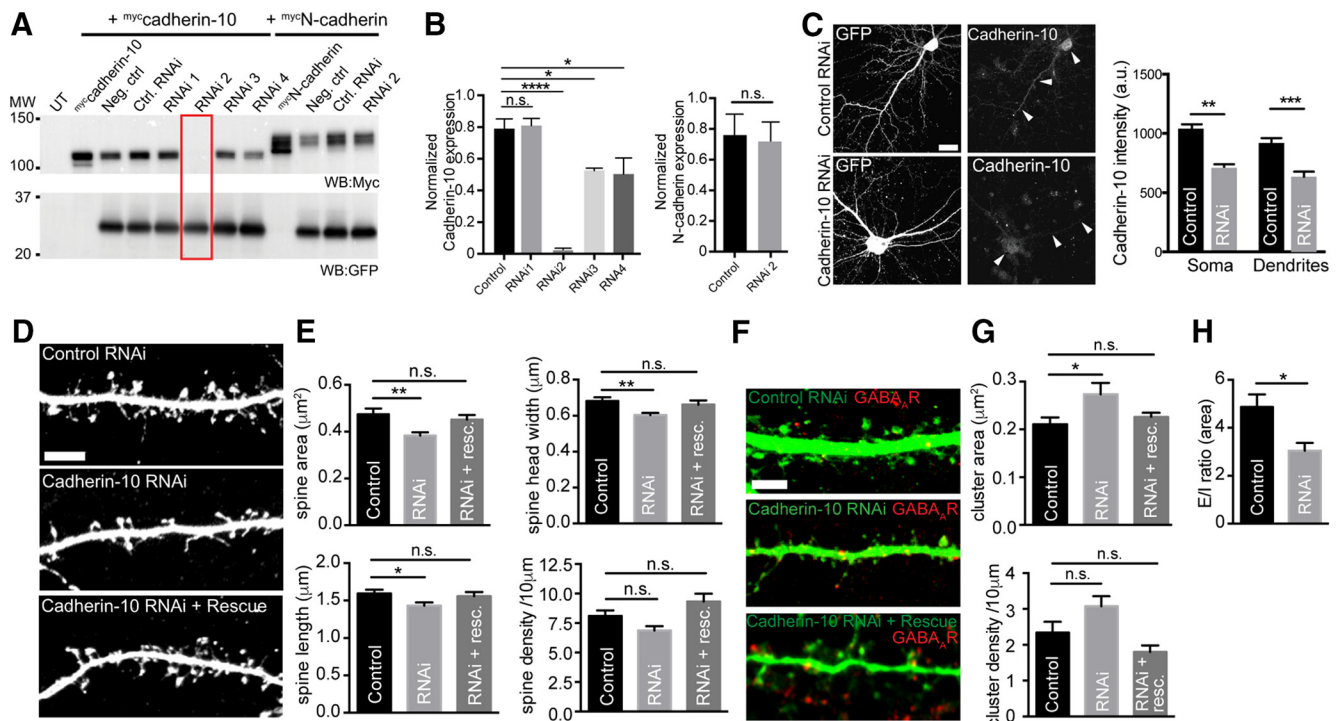 A
+ myccadherin-10
+ mycN-cadherin
MW
UT
myccadherin-10
Neg. ctrl
Ctrl. RNAi
RNAi 1
RNAi 2
RNAi 3
RNAi 4
mycN-cadherin
Neg. ctrl
Ctrl. RNAi
RNAi 2
150
100
WB:Myc
37
20
WB:GFP
B
Normalized
Cadherin-10 expression
1.0
0.8
0.6
0.4
0.2
0
*
*
****
n.s.
Control
RNAi1
RNAi2
RNAi3
RNA4
Normalized
N-cadherin expression
1.0
0.8
0.6
0.4
0.2
0
n.s.
Control
RNAi 2
C
Control RNAi
Cadherin-10 RNAi
GFP
Cadherin-10
GFP
Cadherin-10
Cadherin-10 intensity (a.u.)
1500
1000
500
0
**
***
Control
RNAi
Control
RNAi
Soma
Dendrites
D
Control RNAi
Cadherin-10 RNAi
Cadherin-10 RNAi + Rescue
E
spine area (μm²)
0.6
0.4
0.2
0.0
n.s.
**
Control
RNAi
RNAi + resc.
spine head width (μm)
0.8
0.6
0.4
0.2
0.0
n.s.
**
Control
RNAi
RNAi + resc.
spine length (μm)
2.0
1.5
1.0
0.5
0.0
n.s.
*
Control
RNAi
RNAi + resc.
spine density /10μm
12.5
10.0
7.5
5.0
2.5
0
n.s.
n.s.
Control
RNAi
RNAi + resc.
F
Control RNAi GABAAR
Cadherin-10 RNAi GABAAR
Cadherin-10 RNAi + Rescue
GABAAR
G
cluster area (μm²)
0.4
0.3
0.2
0.1
0
n.s.
*
Control
RNAi
RNAi + resc.
cluster density /10μm
4
3
2
1
0
n.s.
n.s.
Control
RNAi
RNAi +
resc.
H
E/I ratio (area)
6
4
2
0
*
Control
RNAi